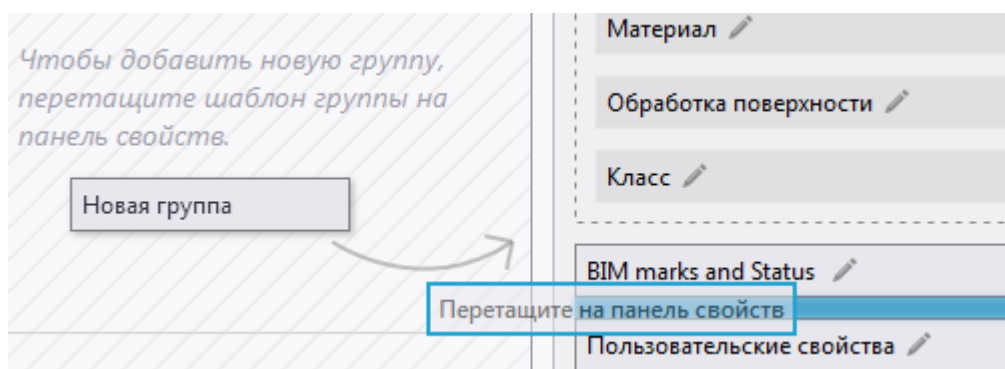 Чтобы добавить новую группу,
перетащите шаблон группы на
панель свойств.
Новая группа
Перетащите на панель свойств
Материал
Обработка поверхности
Класс
BIM marks and Status
Пользовательские свойства